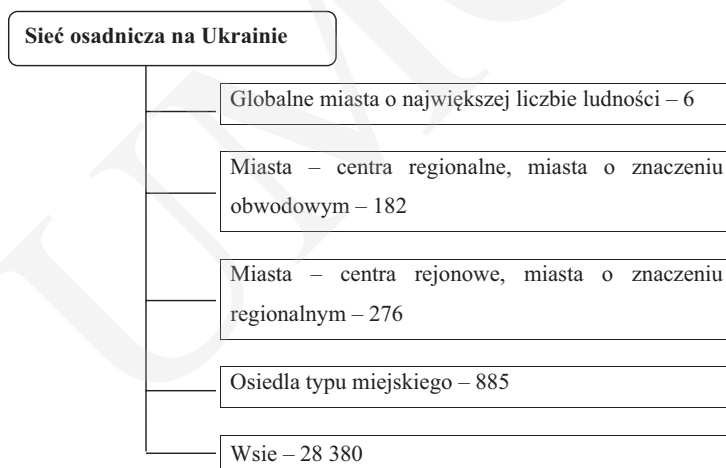 Sieć osadnicza na Ukrainie
Globalne miasta o największej liczbie ludności – 6
Miasta – centra regionalne, miasta o znaczeniu
obwodowym – 182
Miasta – centra rejonowe, miasta o znaczeniu
regionalnym – 276
Osiedla typu miejskiego – 885
Wsie – 28 380